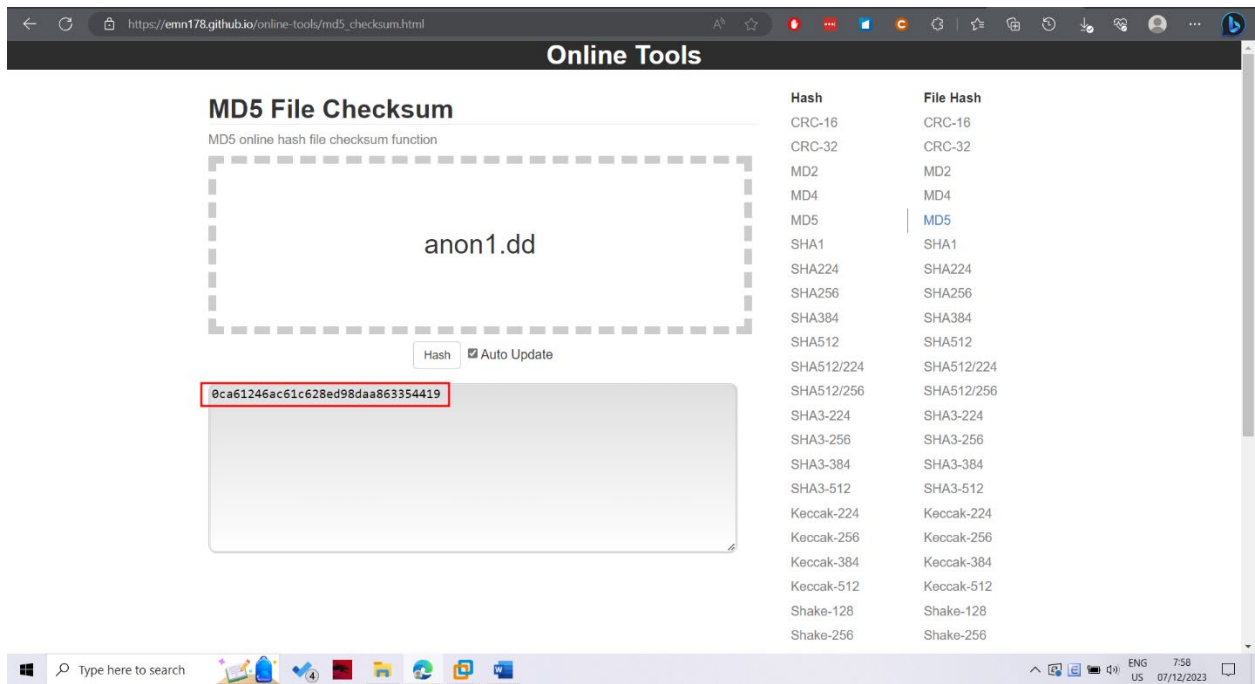 https://emn178.github.io/online-tools/md5_checksum.html
Online Tools
MD5 File Checksum
MD5 online hash file checksum function
anon1.dd
Hash
Auto Update
0ca61246ac61c628ed98daa863354419
Hash File Hash
CRC-16 CRC-16
CRC-32 CRC-32
MD2 MD2
MD4 MD4
MD5 MD5
SHA1 SHA1
SHA224 SHA224
SHA256 SHA256
SHA384 SHA384
SHA512 SHA512
SHA512/224 SHA512/224
SHA512/256 SHA512/256
SHA3-224 SHA3-224
SHA3-256 SHA3-256
SHA3-384 SHA3-384
SHA3-512 SHA3-512
Keccak-224 Keccak-224
Keccak-256 Keccak-256
Keccak-384 Keccak-384
Keccak-512 Keccak-512
Shake-128 Shake-128
Shake-256 Shake-256
Type here to search
4
ENG 7:58
US 07/12/2023